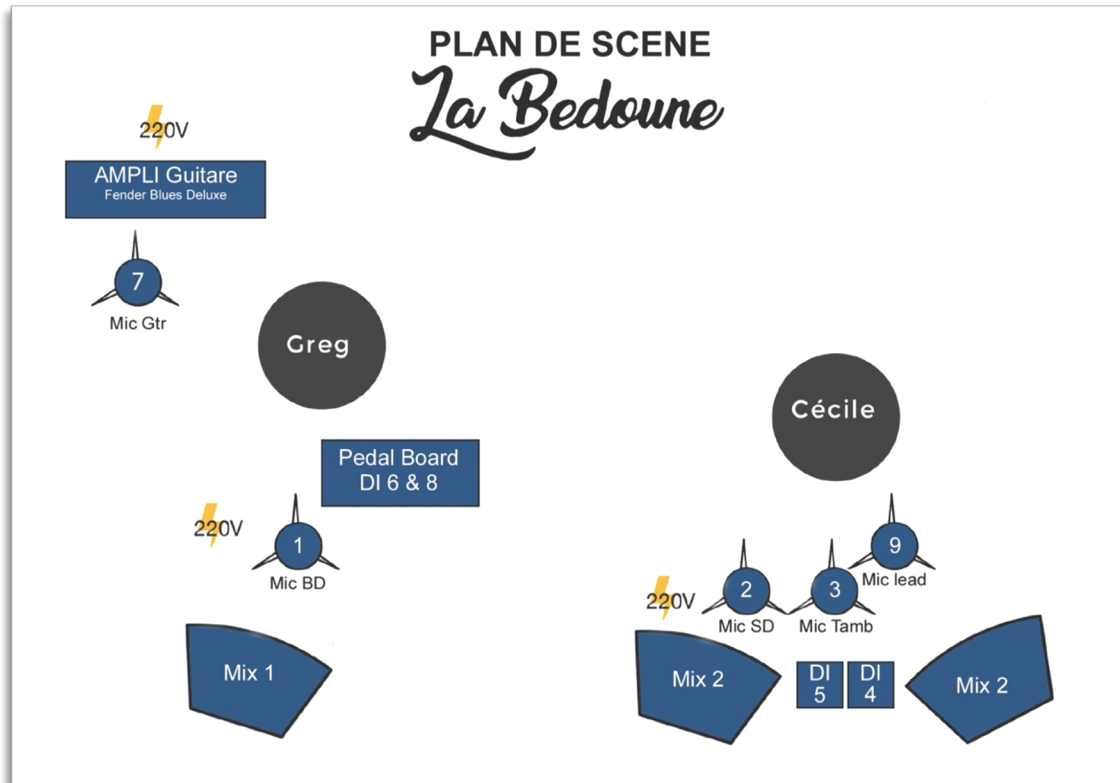 PLAN DE SCENE
La Bedoune
220V
AMPLI Guitare
Fender Blues Deluxe
7
Mic Gtr
Greg
Cécile
Pedal Board
DI 6 & 8
220V
1
Mic BD
9
Mic lead
220V
2
Mic SD
3
Mic Tamb
Mix 1
Mix 2
DI
5
DI
4
Mix 2